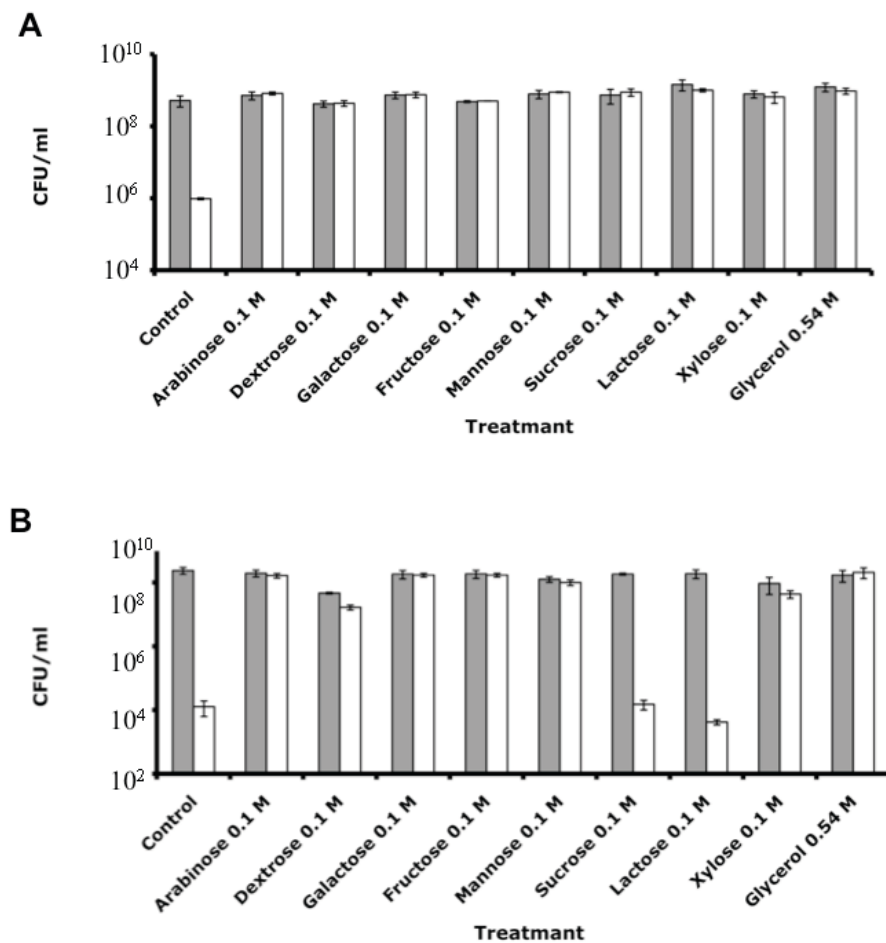 A
10^10
10^8
10^6
10^4
CFU/ml
Control
Arabinose 0.1 M
Dextrose 0.1 M
Galactose 0.1 M
Fructose 0.1 M
Mannose 0.1 M
Sucrose 0.1 M
Lactose 0.1 M
Xylose 0.1 M
Glycerol 0.54 M
Treatmant
B
10^10
10^8
10^6
10^4
10^2
CFU/ml
Control
Arabinose 0.1 M
Dextrose 0.1 M
Galactose 0.1 M
Fructose 0.1 M
Mannose 0.1 M
Sucrose 0.1 M
Lactose 0.1 M
Xylose 0.1 M
Glycerol 0.54 M
Treatmant